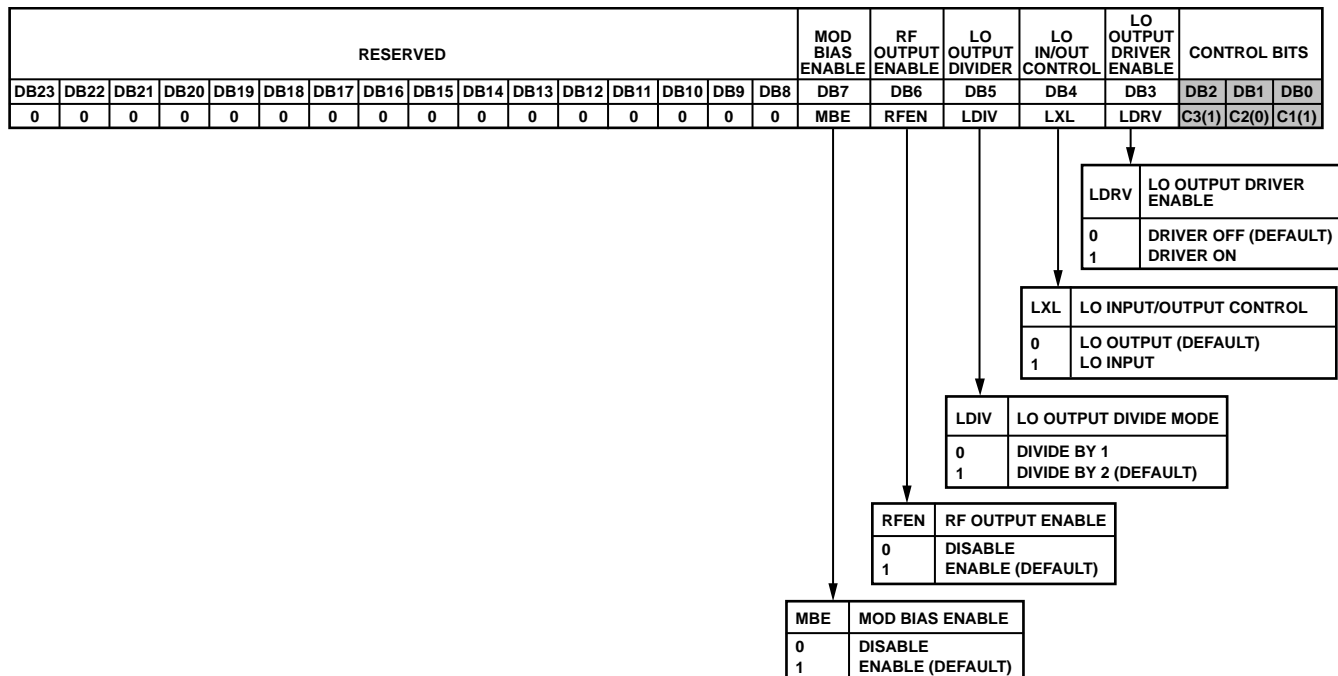 RESERVED
MOD BIAS ENABLE
RF OUTPUT ENABLE
LO OUTPUT DIVIDER
LO IN/OUT CONTROL
LO OUTPUT DRIVER ENABLE
CONTROL BITS
DB23 DB22 DB21 DB20 DB19 DB18 DB17 DB16 DB15 DB14 DB13 DB12 DB11 DB10 DB9 DB8 DB7 DB6 DB5 DB4 DB3 DB2 DB1 DB0
0 0 0 0 0 0 0 0 0 0 0 0 0 0 0 0 MBE RFEN LDIV LXL LDRV C3(1) C2(0) C1(1)
LDRV LO OUTPUT DRIVER ENABLE
0 DRIVER OFF (DEFAULT)
1 DRIVER ON
LXL LO INPUT/OUTPUT CONTROL
0 LO OUTPUT (DEFAULT)
1 LO INPUT
LDIV LO OUTPUT DIVIDE MODE
0 DIVIDE BY 1
1 DIVIDE BY 2 (DEFAULT)
RFEN RF OUTPUT ENABLE
0 DISABLE
1 ENABLE (DEFAULT)
MBE MOD BIAS ENABLE
0 DISABLE
1 ENABLE (DEFAULT)